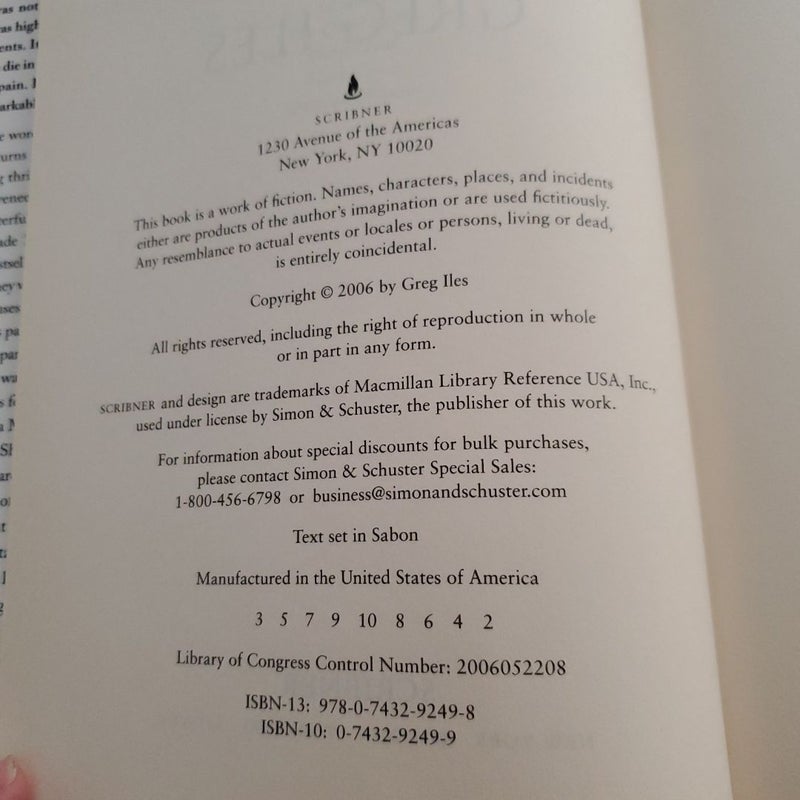 SCRIBNER
1230 Avenue of the Americas
New York, NY 10020
This book is a work of fiction. Names, characters, places, and incidents
either are products of the author's imagination or are used fictitiously.
Any resemblance to actual events or locales or persons, living or dead,
is entirely coincidental.
Copyright © 2006 by Greg Iles
All rights reserved, including the right of reproduction in whole
or in part in any form.
SCRIBNER and design are trademarks of Macmillan Library Reference USA, Inc.,
used under license by Simon & Schuster, the publisher of this work.
For information about special discounts for bulk purchases,
please contact Simon & Schuster Special Sales:
1-800-456-6798 or business@simonandschuster.com
Text set in Sabon
Manufactured in the United States of America
3 5 7 9 10 8 6 4 2
Library of Congress Control Number: 2006052208
ISBN-13: 978-0-7432-9249-8
ISBN-10: 0-7432-9249-9